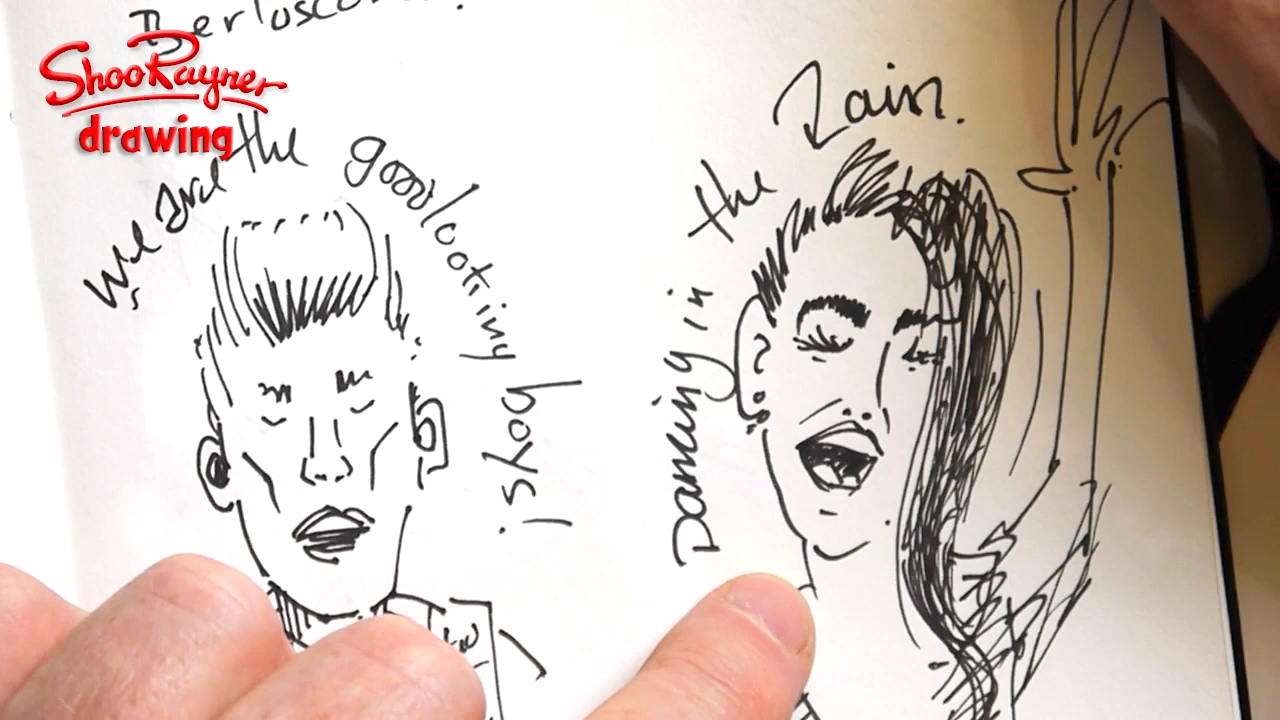 ShooRayner
drawing
we are the goodlooking
boys!
Dancing in the
Rain.